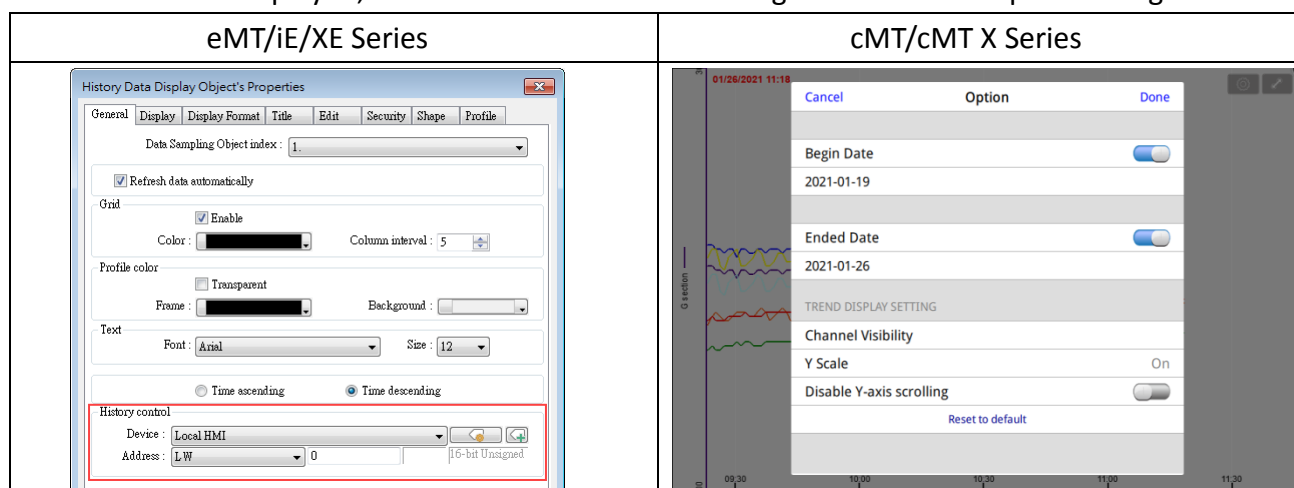 eMT/iE/XE Series
cMT/cMT X Series
History Data Display Object's Properties
General Display Display Format Title Edit Security Shape Profile
Data Sampling Object index : 1.
Refresh data automatically
Grid
Enable
Color : Column interval : 5
Profile color
Transparent
Frame : Background :
Text
Font : Arial Size : 12
Time ascending Time descending
History control
Device : Local HMI
Address : LW 0 16-bit Unsigned
01/26/2021 11:18
Cancel Option Done
Begin Date
2021-01-19
Ended Date
2021-01-26
G section
TREND DISPLAY SETTING
Channel Visibility
Y Scale On
Disable Y-axis scrolling
Reset to default
09:30 10:00 10:30 11:00 11:30